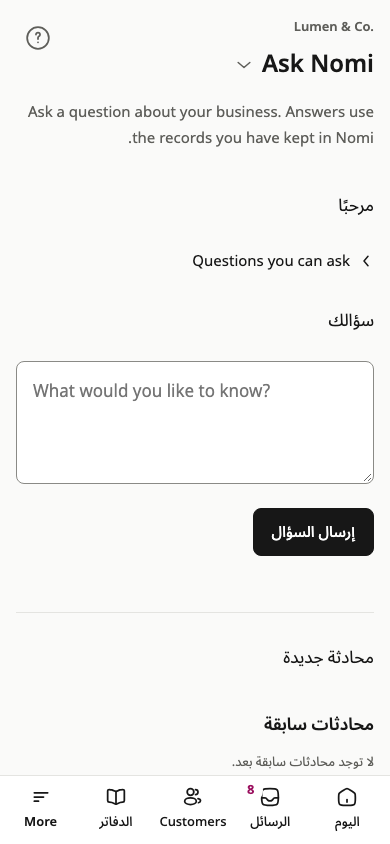 Lumen & Co.
Ask Nomi
Ask a question about your business. Answers use
the records you have kept in Nomi.
مرحبًا
Questions you can ask
سؤالك
What would you like to know?
إرسال السؤال
محادثة جديدة
محادثات سابقة
لا توجد محادثات سابقة بعد.
8
اليوم
الرسائل
Customers
الدفاتر
More